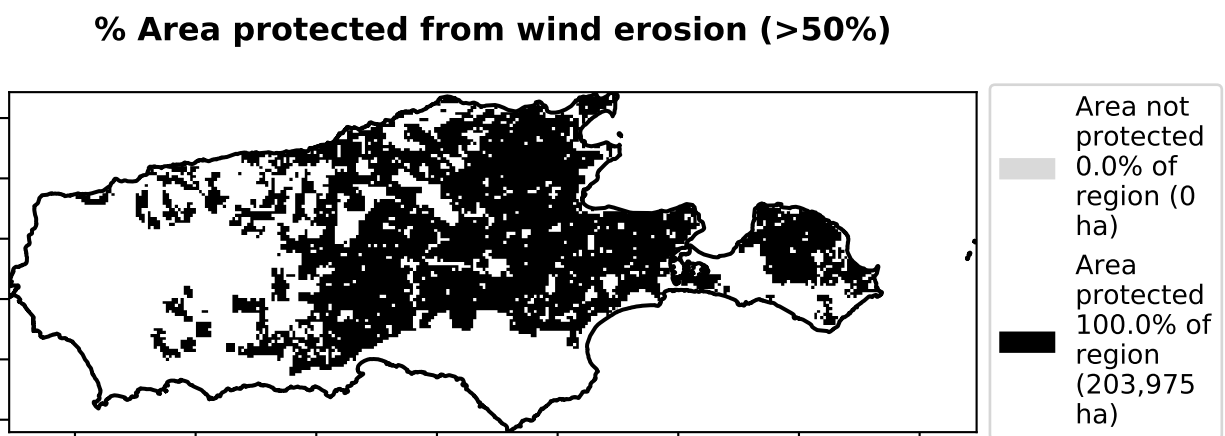 % Area protected from wind erosion (>50%)
Area not
protected
0.0% of
region (0
ha)
Area
protected
100.0% of
region
(203,975
ha)